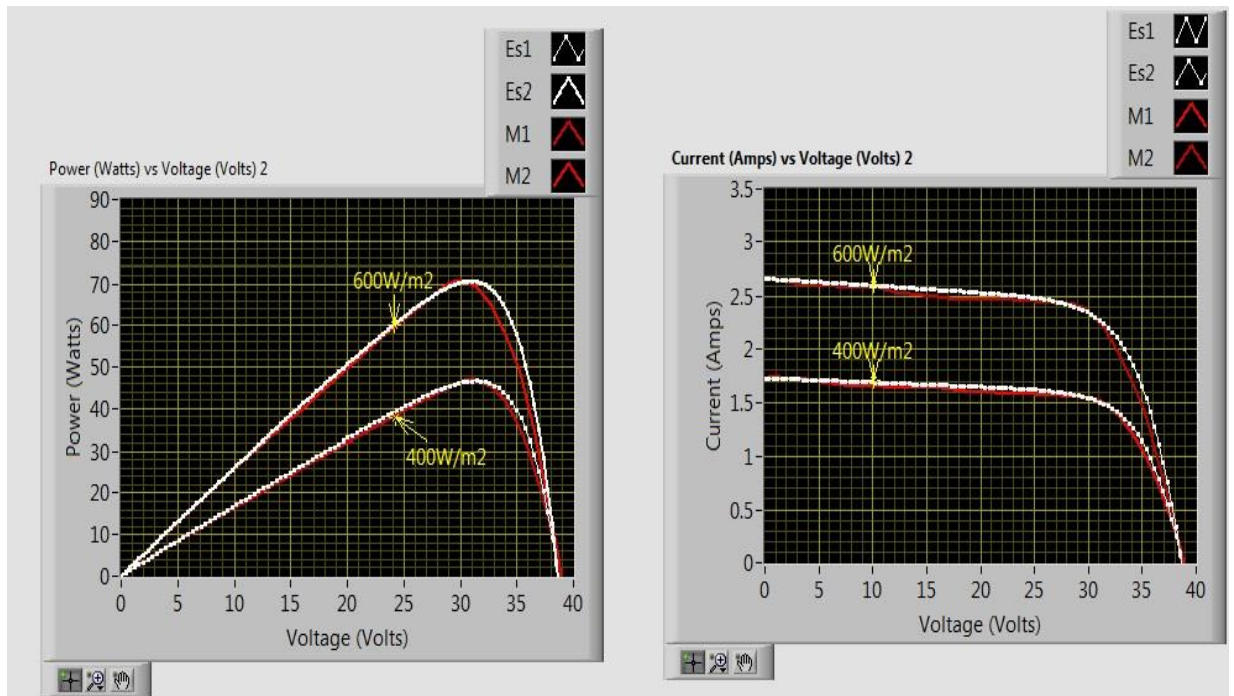 Es1
Es2
M1
M2
Power (Watts) vs Voltage (Volts) 2
Power (Watts)
90
80
70
60
50
40
30
20
10
0
600W/m2
400W/m2
0 5 10 15 20 25 30 35 40
Voltage (Volts)
Es1
Es2
M1
M2
Current (Amps) vs Voltage (Volts) 2
Current (Amps)
3.5
3
2.5
2
1.5
1
0.5
0
600W/m2
400W/m2
0 5 10 15 20 25 30 35 40
Voltage (Volts)